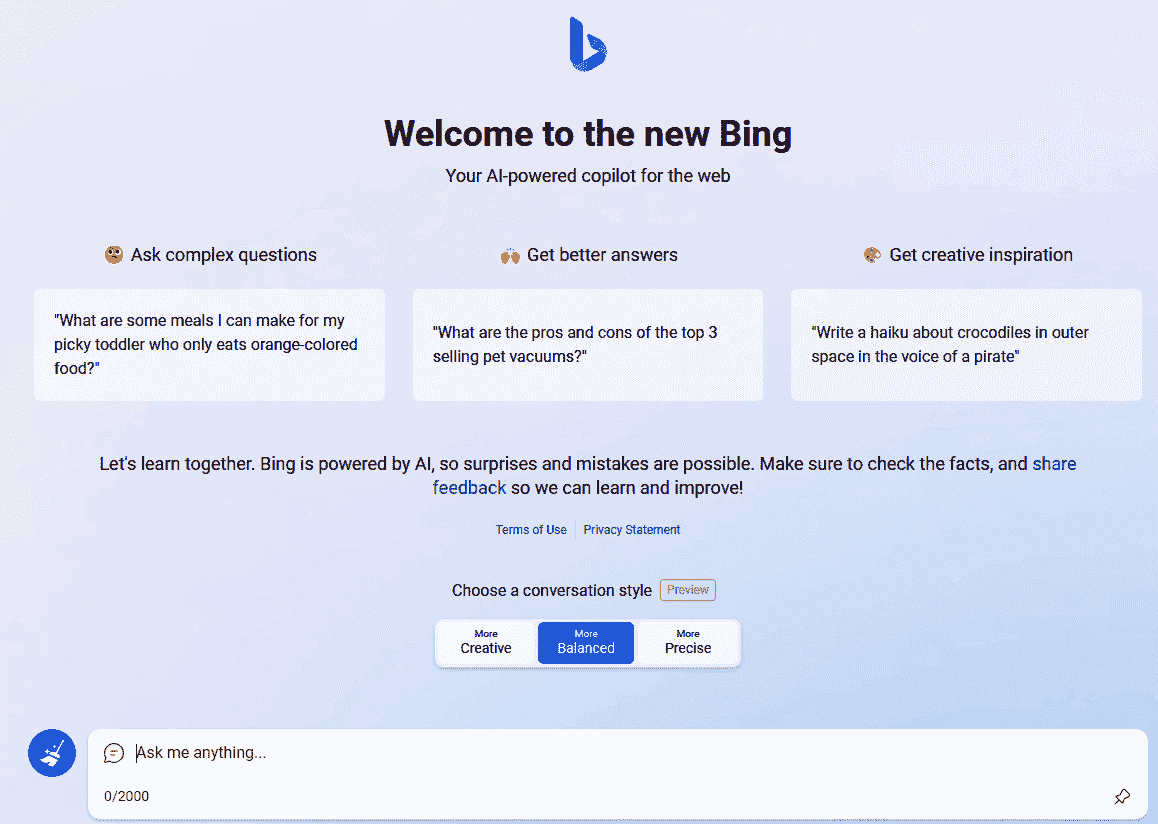 Welcome to the new Bing
Your AI-powered copilot for the web
Ask complex questions
"What are some meals I can make for my
picky toddler who only eats orange-colored
food?"
Get better answers
"What are the pros and cons of the top 3
selling pet vacuums?"
Get creative inspiration
"Write a haiku about crocodiles in outer
space in the voice of a pirate"
Let's learn together. Bing is powered by AI, so surprises and mistakes are possible. Make sure to check the facts, and share
feedback so we can learn and improve!
Terms of Use Privacy Statement
Choose a conversation style Preview
More
Creative
More
Balanced
More
Precise
Ask me anything...
0/2000